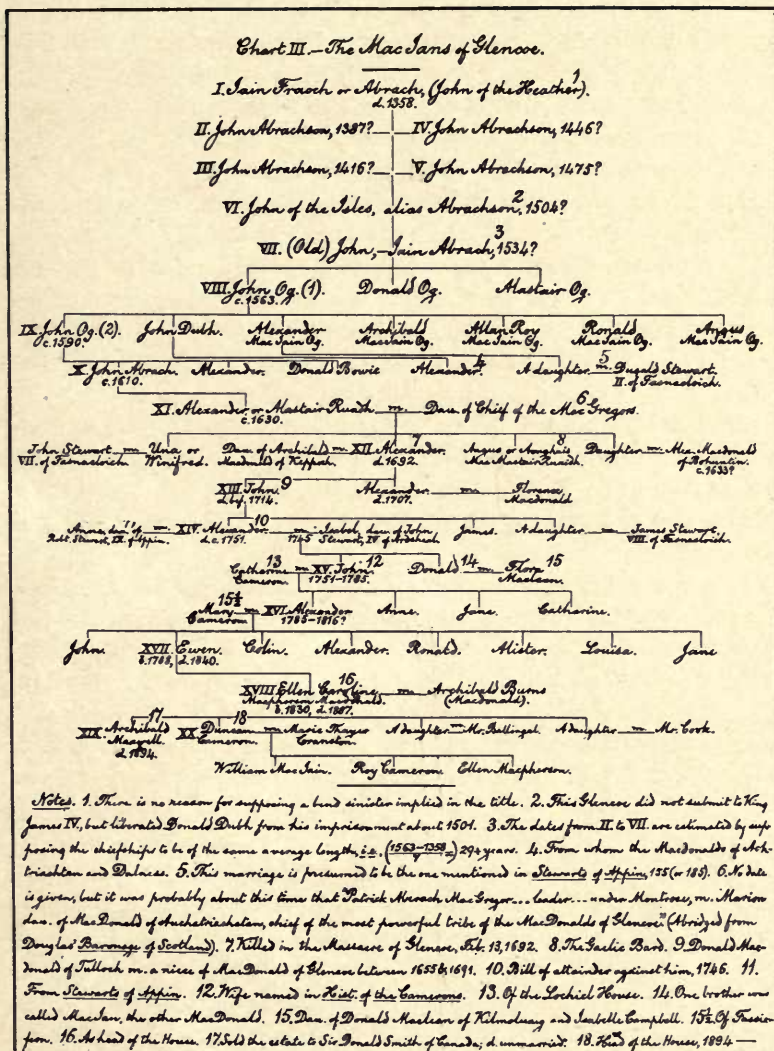 Chart III.—The MacIans of Glencoe.
I. Iain Fraoch or Abrach, (John of the Heather).¹
d. 1358.
II. John Abrachson, 1387? IV. John Abrachson, 1446?
III. John Abrachson, 1416? V. John Abrachson, 1475?
VI. John of the Isles, alias Abrachson,² 1504?
VII. (Old) John,—Iain Abrach,³ 1534?
VIII. John Og. (1). Donald Og. Alastair Og.
c. 1563.
IX. John Og. (2). John Dubh. Alexander Archibald Allan Roy Ronald Angus
c. 1590. MacIain Og. MacIain Og. MacIain Og. MacIain Og. MacIain Og.
X. John Abrach. Alexander. Donald Bowie Alexander.⁴ A daughter m. ⁵ Dugald Stewart.
c. 1610. II. of Fasnacloich.
XI. Alexander or Alastair Ruadh — m — Dau. of Chief of the MacGregors.⁶
c. 1630.
John Stewart — m — Una or Dau. of Archibald — m — XII. Alexander.⁷ Angus or Aonghais⁸ Daughter — m — Alex. Macdonald
VII. of Fasnacloich. Winifred. Macdonald of Keppoch. d. 1692. Mac Alastair Ruaidh. of Bohuntin.
c. 1633?
XIII. John.⁹ Alexander. — m — Florence
d. bef. 1714. d. 1707. Macdonald
Anne, dau.¹¹ of — m — XIV. Alexander.¹⁰ — m — Isabel, dau. of John James. A daughter — m — James Stewart.
Robt. Stewart, IX. of Appin. d. c. 1751. 1745 Stewart, IV of Ardsheal. VIII. of Fasnacloich.
Catherine¹³ — m — XV. John.¹² Donald¹⁴ — m — Flora¹⁵
Cameron. 1751–1785. Maclean.
Mary¹⁵½ — m — XVI. Alexander Anne. Jane. Catherine.
Cameron 1785–1816?
John. XVII. Ewen. Colin. Alexander. Ronald. Alister. Louisa. Jane
b. 1788, d. 1840.
XVIII. Ellen Caroline¹⁶ — m — Archibald Burns
Macpherson Macdonald. (Macdonald).
b. 1830, d. 1887.
XIX. Archibald¹⁷ XX. Duncan¹⁸ — m — Marie Thayer A daughter — m — Mr. Ballingal. A daughter — m — Mr. Cook.
Maxwell. Cameron. Cranston.
d. 1894.
William MacIain. Roy Cameron. Ellen Macpherson.
Notes. 1. There is no reason for supposing a bend sinister implied in the title. 2. This Glencoe did not submit to King
James IV., but liberated Donald Dubh from his imprisonment about 1501. 3. The dates from II. to VII. are estimated by sup-
posing the chiefships to be of the same average length, i.e. (1563–1358/7 =) 29+ years. 4. From whom the Macdonalds of Ach-
triachtan and Dalness. 5. This marriage is presumed to be the one mentioned in Stewarts of Appin, 155 (or 185). 6. No date
is given, but it was probably about this time that "Patrick Aberach MacGregor... leader... under Montrose, m. Marion
dau. of MacDonald of Auchatriechatan, chief of the most powerful tribe of the MacDonalds of Glencoe." (Abridged from
Douglas' Baronage of Scotland). 7. Killed in the Massacre of Glencoe, Feb. 13, 1692. 8. The Gaelic Bard. 9. Donald Mac-
donald of Tulloch m. a niece of MacDonald of Glencoe between 1655 & 1691. 10. Bill of attainder against him, 1746. 11.
From Stewarts of Appin. 12. Wife named in Hist. of the Camerons. 13. Of the Lochiel House. 14. One brother was
called MacIan, the other MacDonald. 15. Dau. of Donald Maclean of Kilmoluag and Isabelle Campbell. 15½. Of Fassie-
fern. 16. As head of the House. 17. Sold the estate to Sir Donald Smith of Canada; d. unmarried. 18. Head of the House, 1894 —